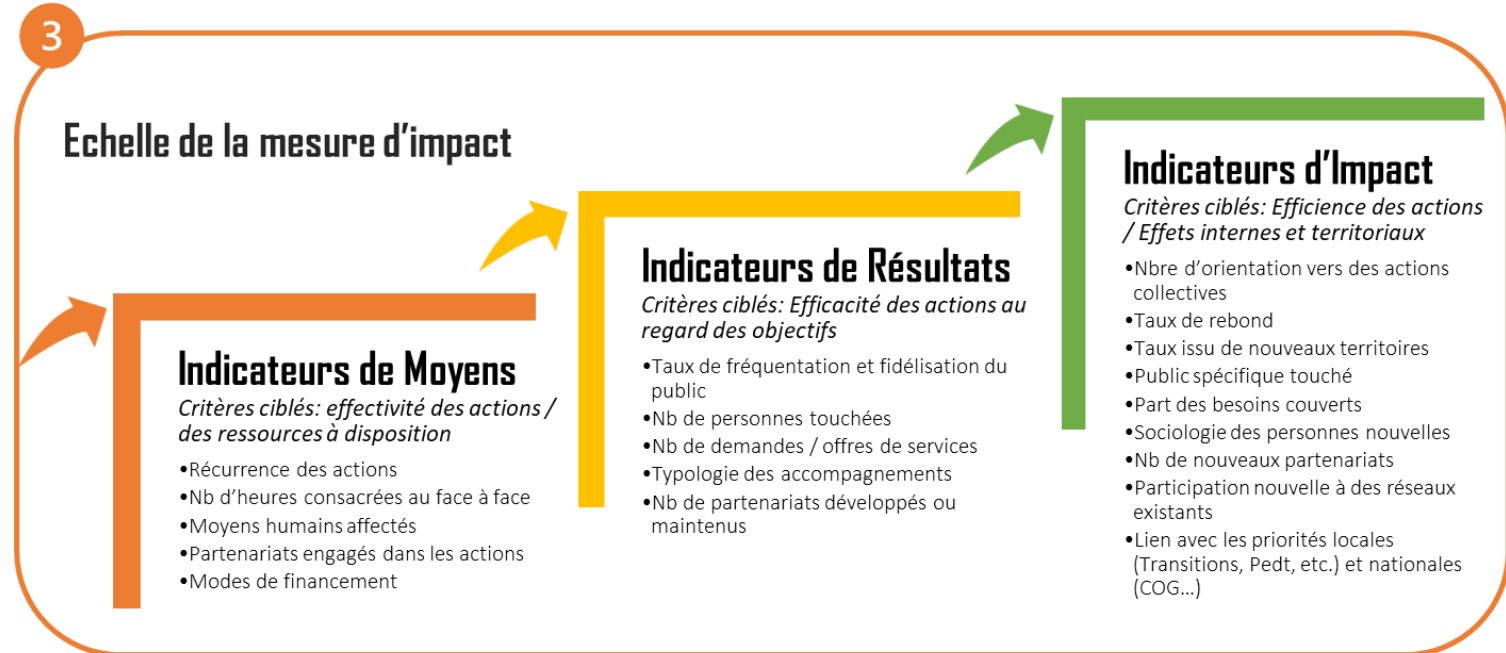 3
Echelle de la mesure d'impact
Indicateurs de Moyens
Critères ciblés: effectivité des actions /
des ressources à disposition
•Récurrence des actions
•Nb d'heures consacrées au face à face
•Moyens humains affectés
•Partenariats engagés dans les actions
•Modes de financement
Indicateurs de Résultats
Critères ciblés: Efficacité des actions au
regard des objectifs
•Taux de fréquentation et fidélisation du
public
•Nb de personnes touchées
•Nb de demandes / offres de services
•Typologie des accompagnements
•Nb de partenariats développés ou
maintenus
Indicateurs d'Impact
Critères ciblés: Efficience des actions
/ Effets internes et territoriaux
•Nbre d'orientation vers des actions
collectives
•Taux de rebond
•Taux issu de nouveaux territoires
•Public spécifique touché
•Part des besoins couverts
•Sociologie des personnes nouvelles
•Nb de nouveaux partenariats
•Participation nouvelle à des réseaux
existants
•Lien avec les priorités locales
(Transitions, Pedt, etc.) et nationales
(COG...)